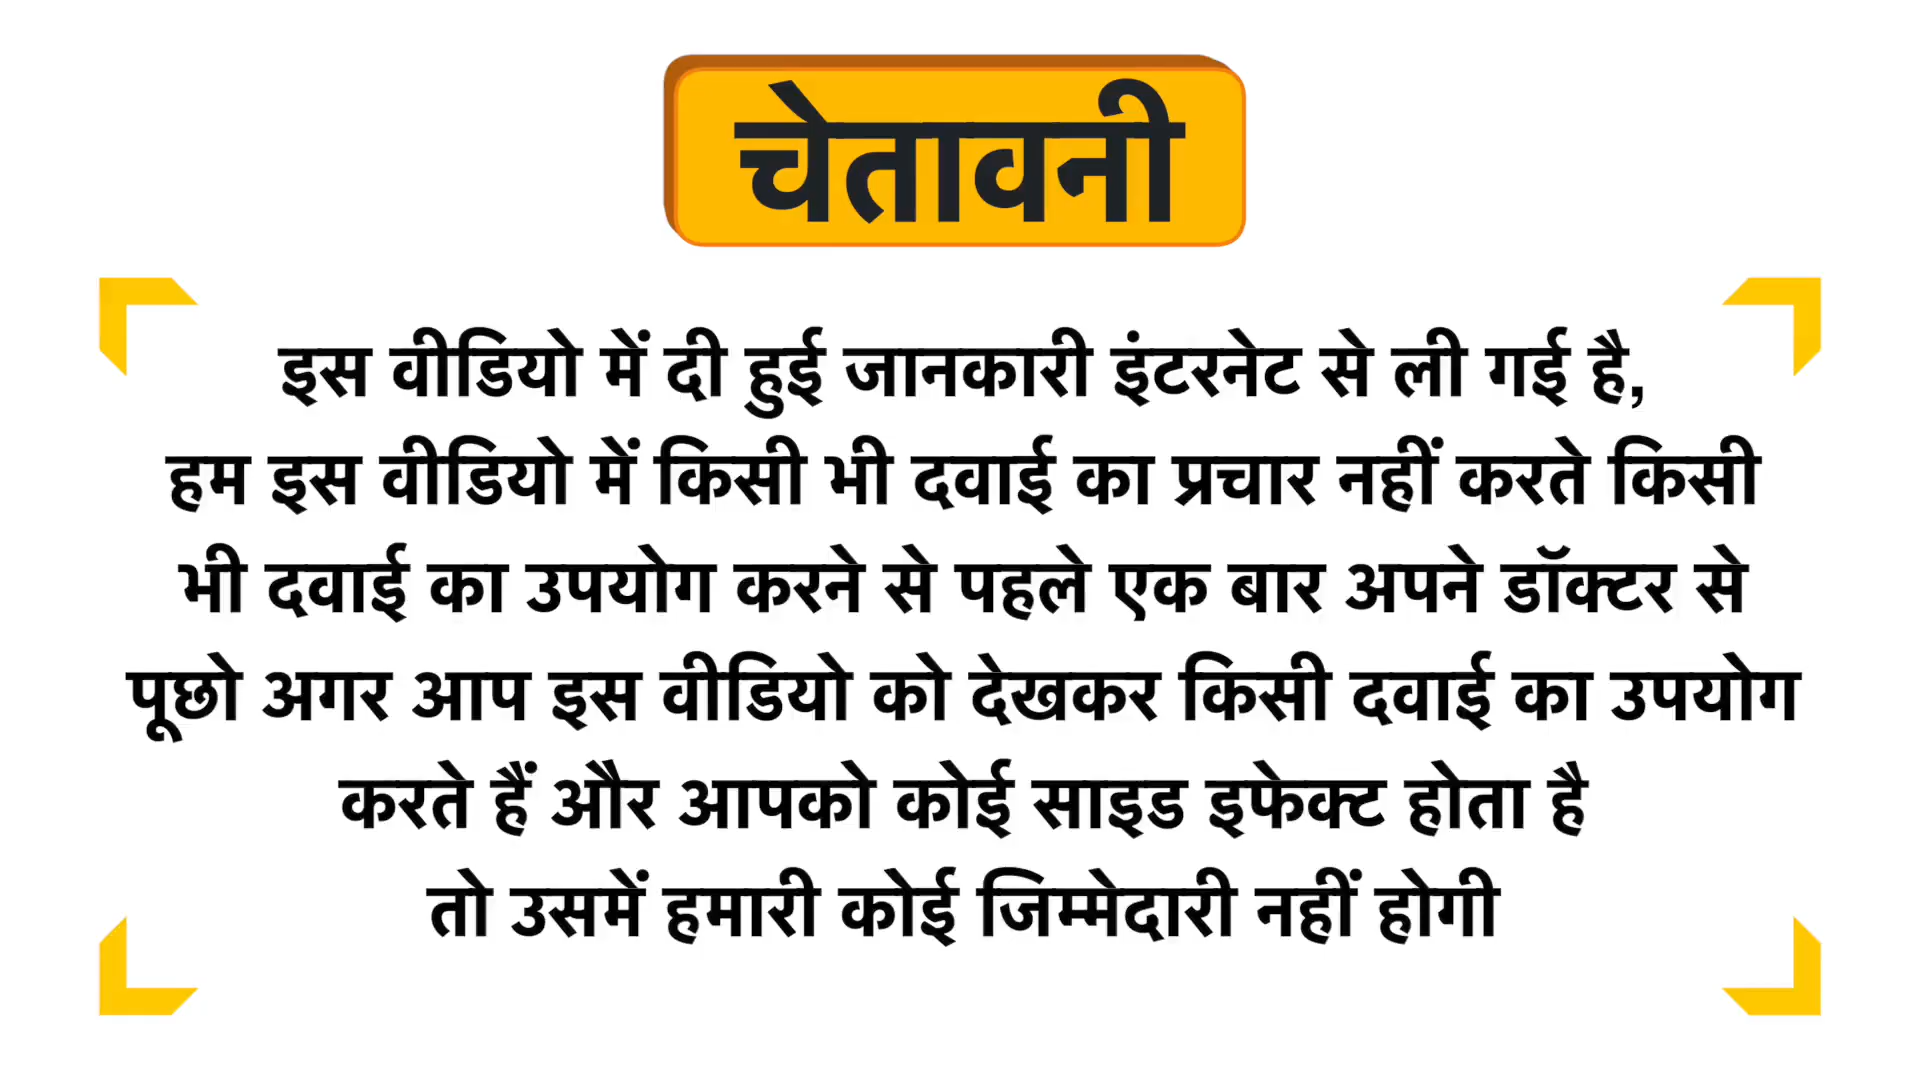 चेतावनी
इस वीडियो में दी हुई जानकारी इंटरनेट से ली गई है,
हम इस वीडियो में किसी भी दवाई का प्रचार नहीं करते किसी
भी दवाई का उपयोग करने से पहले एक बार अपने डॉक्टर से
पूछो अगर आप इस वीडियो को देखकर किसी दवाई का उपयोग
करते हैं और आपको कोई साइड इफेक्ट होता है
तो उसमें हमारी कोई जिम्मेदारी नहीं होगी